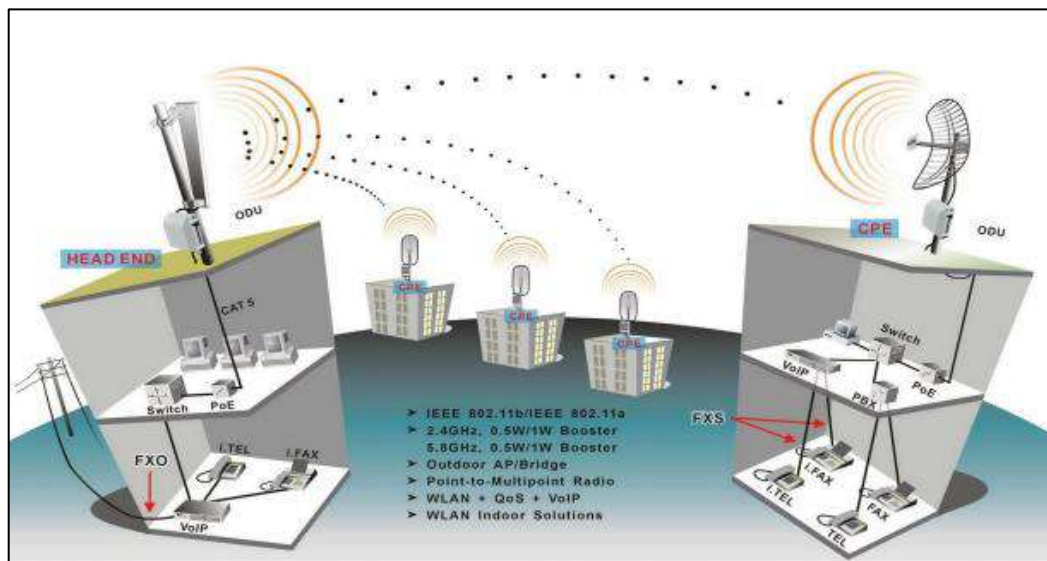 ODU
HEAD END
CAT 5
Switch
PoE
FXO
I.TEL
I.FAX
VoIP
CPE
CPE
CPE
➤ IEEE 802.11b/IEEE 802.11a
➤ 2.4GHz, 0.5W/1W Booster
5.8GHz, 0.5W/1W Booster
➤ Outdoor AP/Bridge
➤ Point-to-Multipoint Radio
➤ WLAN + QoS + VoIP
➤ WLAN Indoor Solutions
CPE
ODU
Switch
VoIP
PoE
PBX
FXS
I.FAX
I.TEL
FAX
TEL